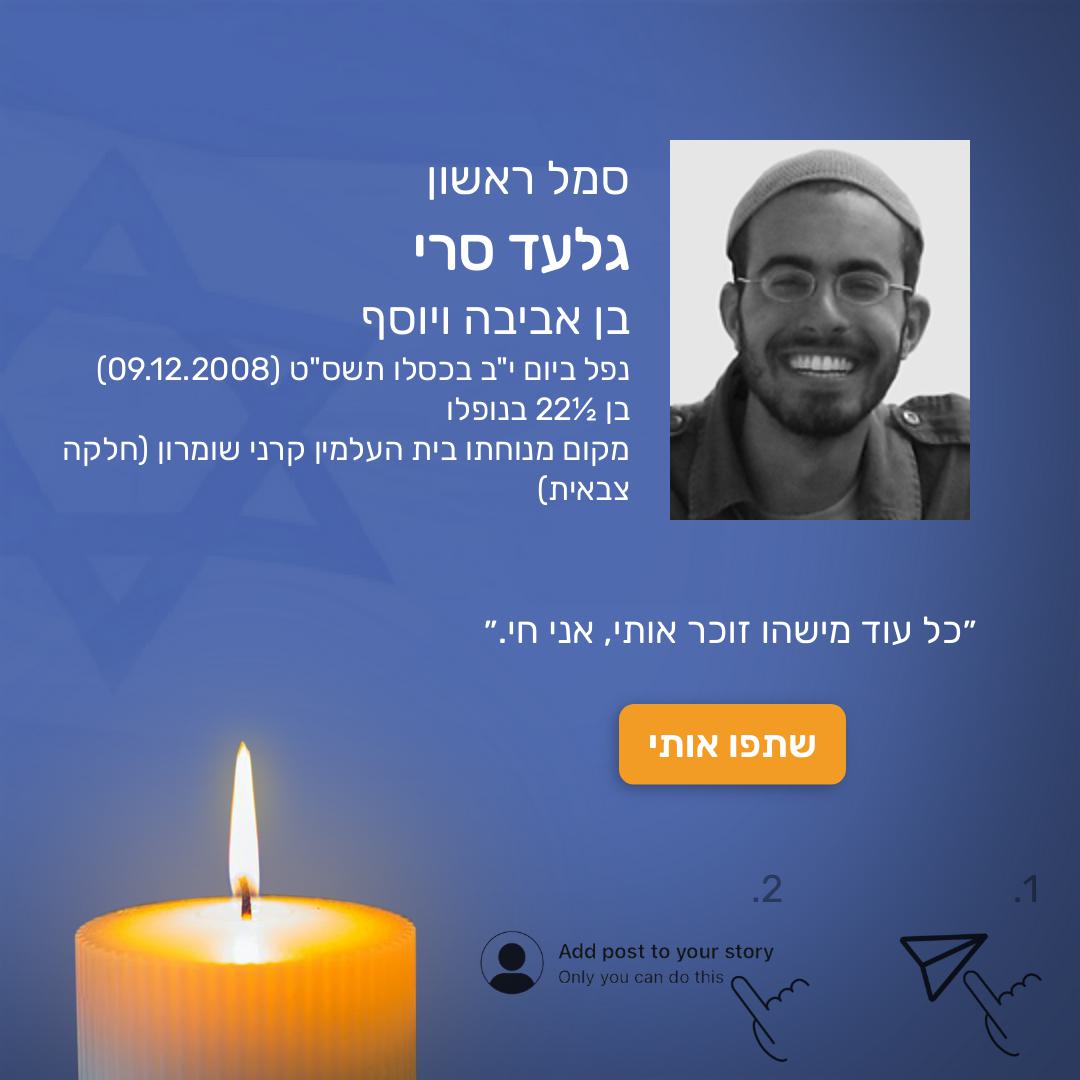 סמל ראשון
גלעד סרי
בן אביבה ויוסף
נפל ביום י"ב בכסלו תשס"ט (09.12.2008)
בן 22½ בנופלו
מקום מנוחתו בית העלמין קרני שומרון (חלקה
צבאית)
״כל עוד מישהו זוכר אותי, אני חי.״
שתפו אותי
.1
.2
Add post to your story
Only you can do this